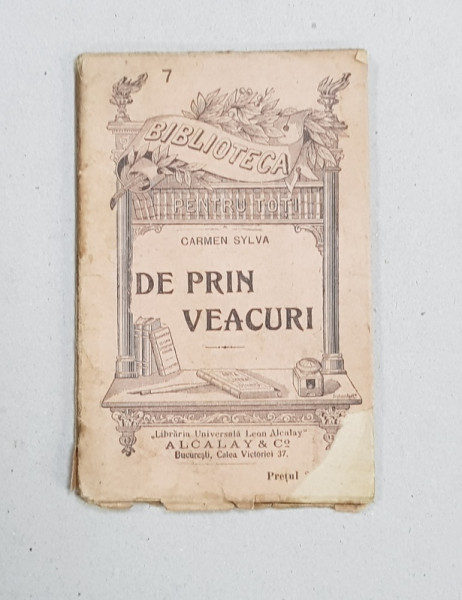 7
BIBLIOTECA
PENTRU TOȚI
CARMEN SYLVA
DE PRIN
VEACURI
„Librăria Universală Leon Alcalay"
ALCALAY & Co
București, Calea Victoriei 37.
Prețul